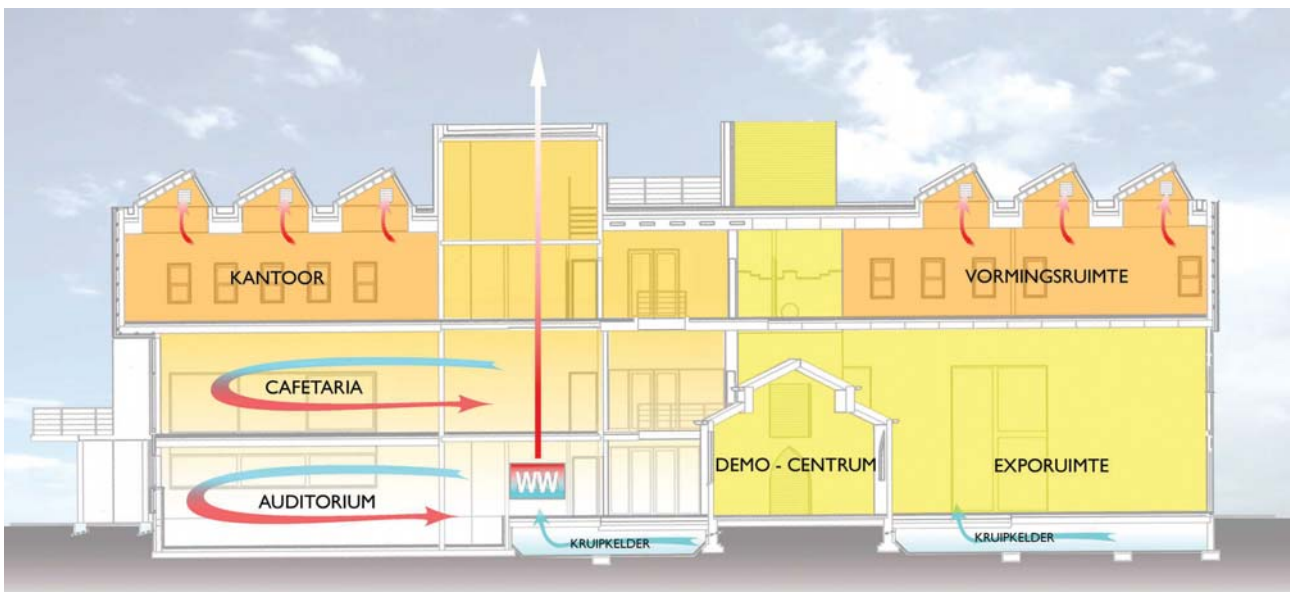 KANTOOR
VORMINGSRUIMTE
CAFETARIA
DEMO - CENTRUM
EXPORUIMTE
WW
AUDITORIUM
KRUIPKELDER
KRUIPKELDER